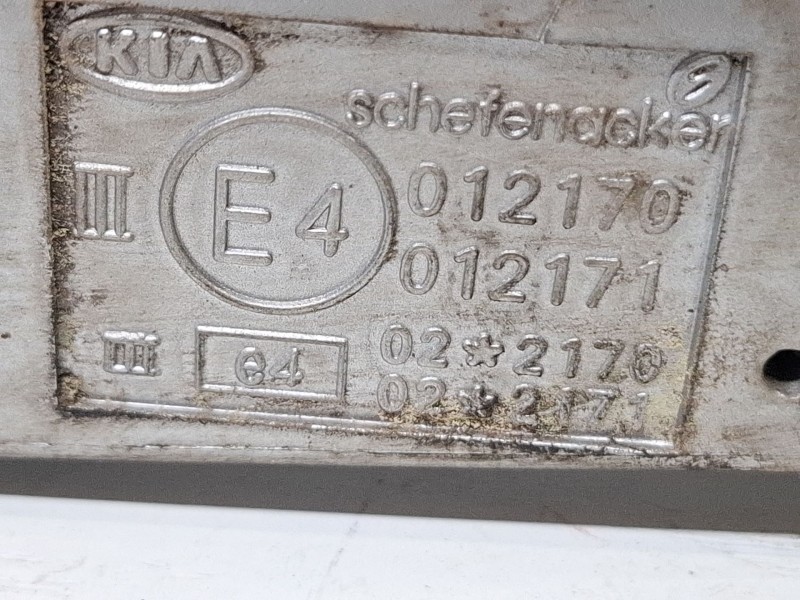 KIA
schefenacker
III E4 012170
012171
III e4 02*2170
02*2171